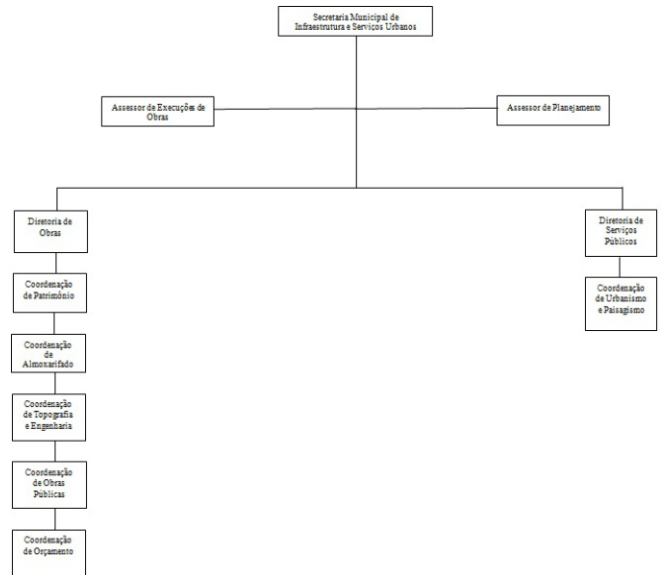 Secretaria Municipal de
Infraestrutura e Serviços Urbanos
Assessor de Execuções de
Obras
Assessor de Planejamento
Diretoria de
Obras
Diretoria de
Serviços
Públicos
Coordenação
de Patrimônio
Coordenação
de Urbanismo
e Paisagismo
Coordenação
de
Almoxarifado
Coordenação
de Topografia
e Engenharia
Coordenação
de Obras
Públicas
Coordenação
de Orçamento